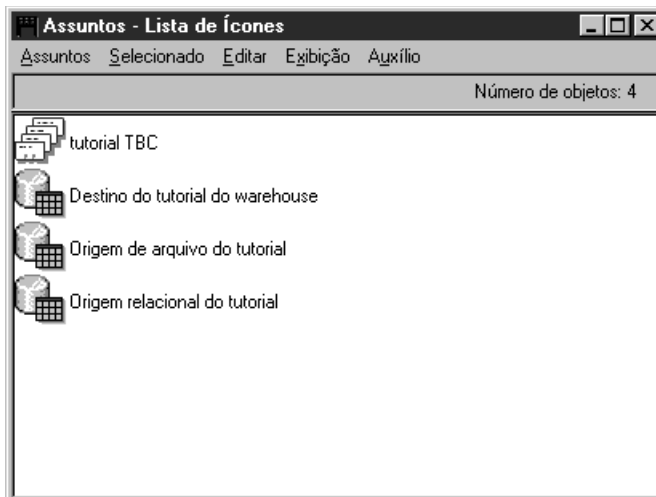 Assuntos - Lista de Ícones
Assuntos Selecionado Editar Exibição Auxílio
Número de objetos: 4
tutorial TBC
Destino do tutorial do warehouse
Origem de arquivo do tutorial
Origem relacional do tutorial